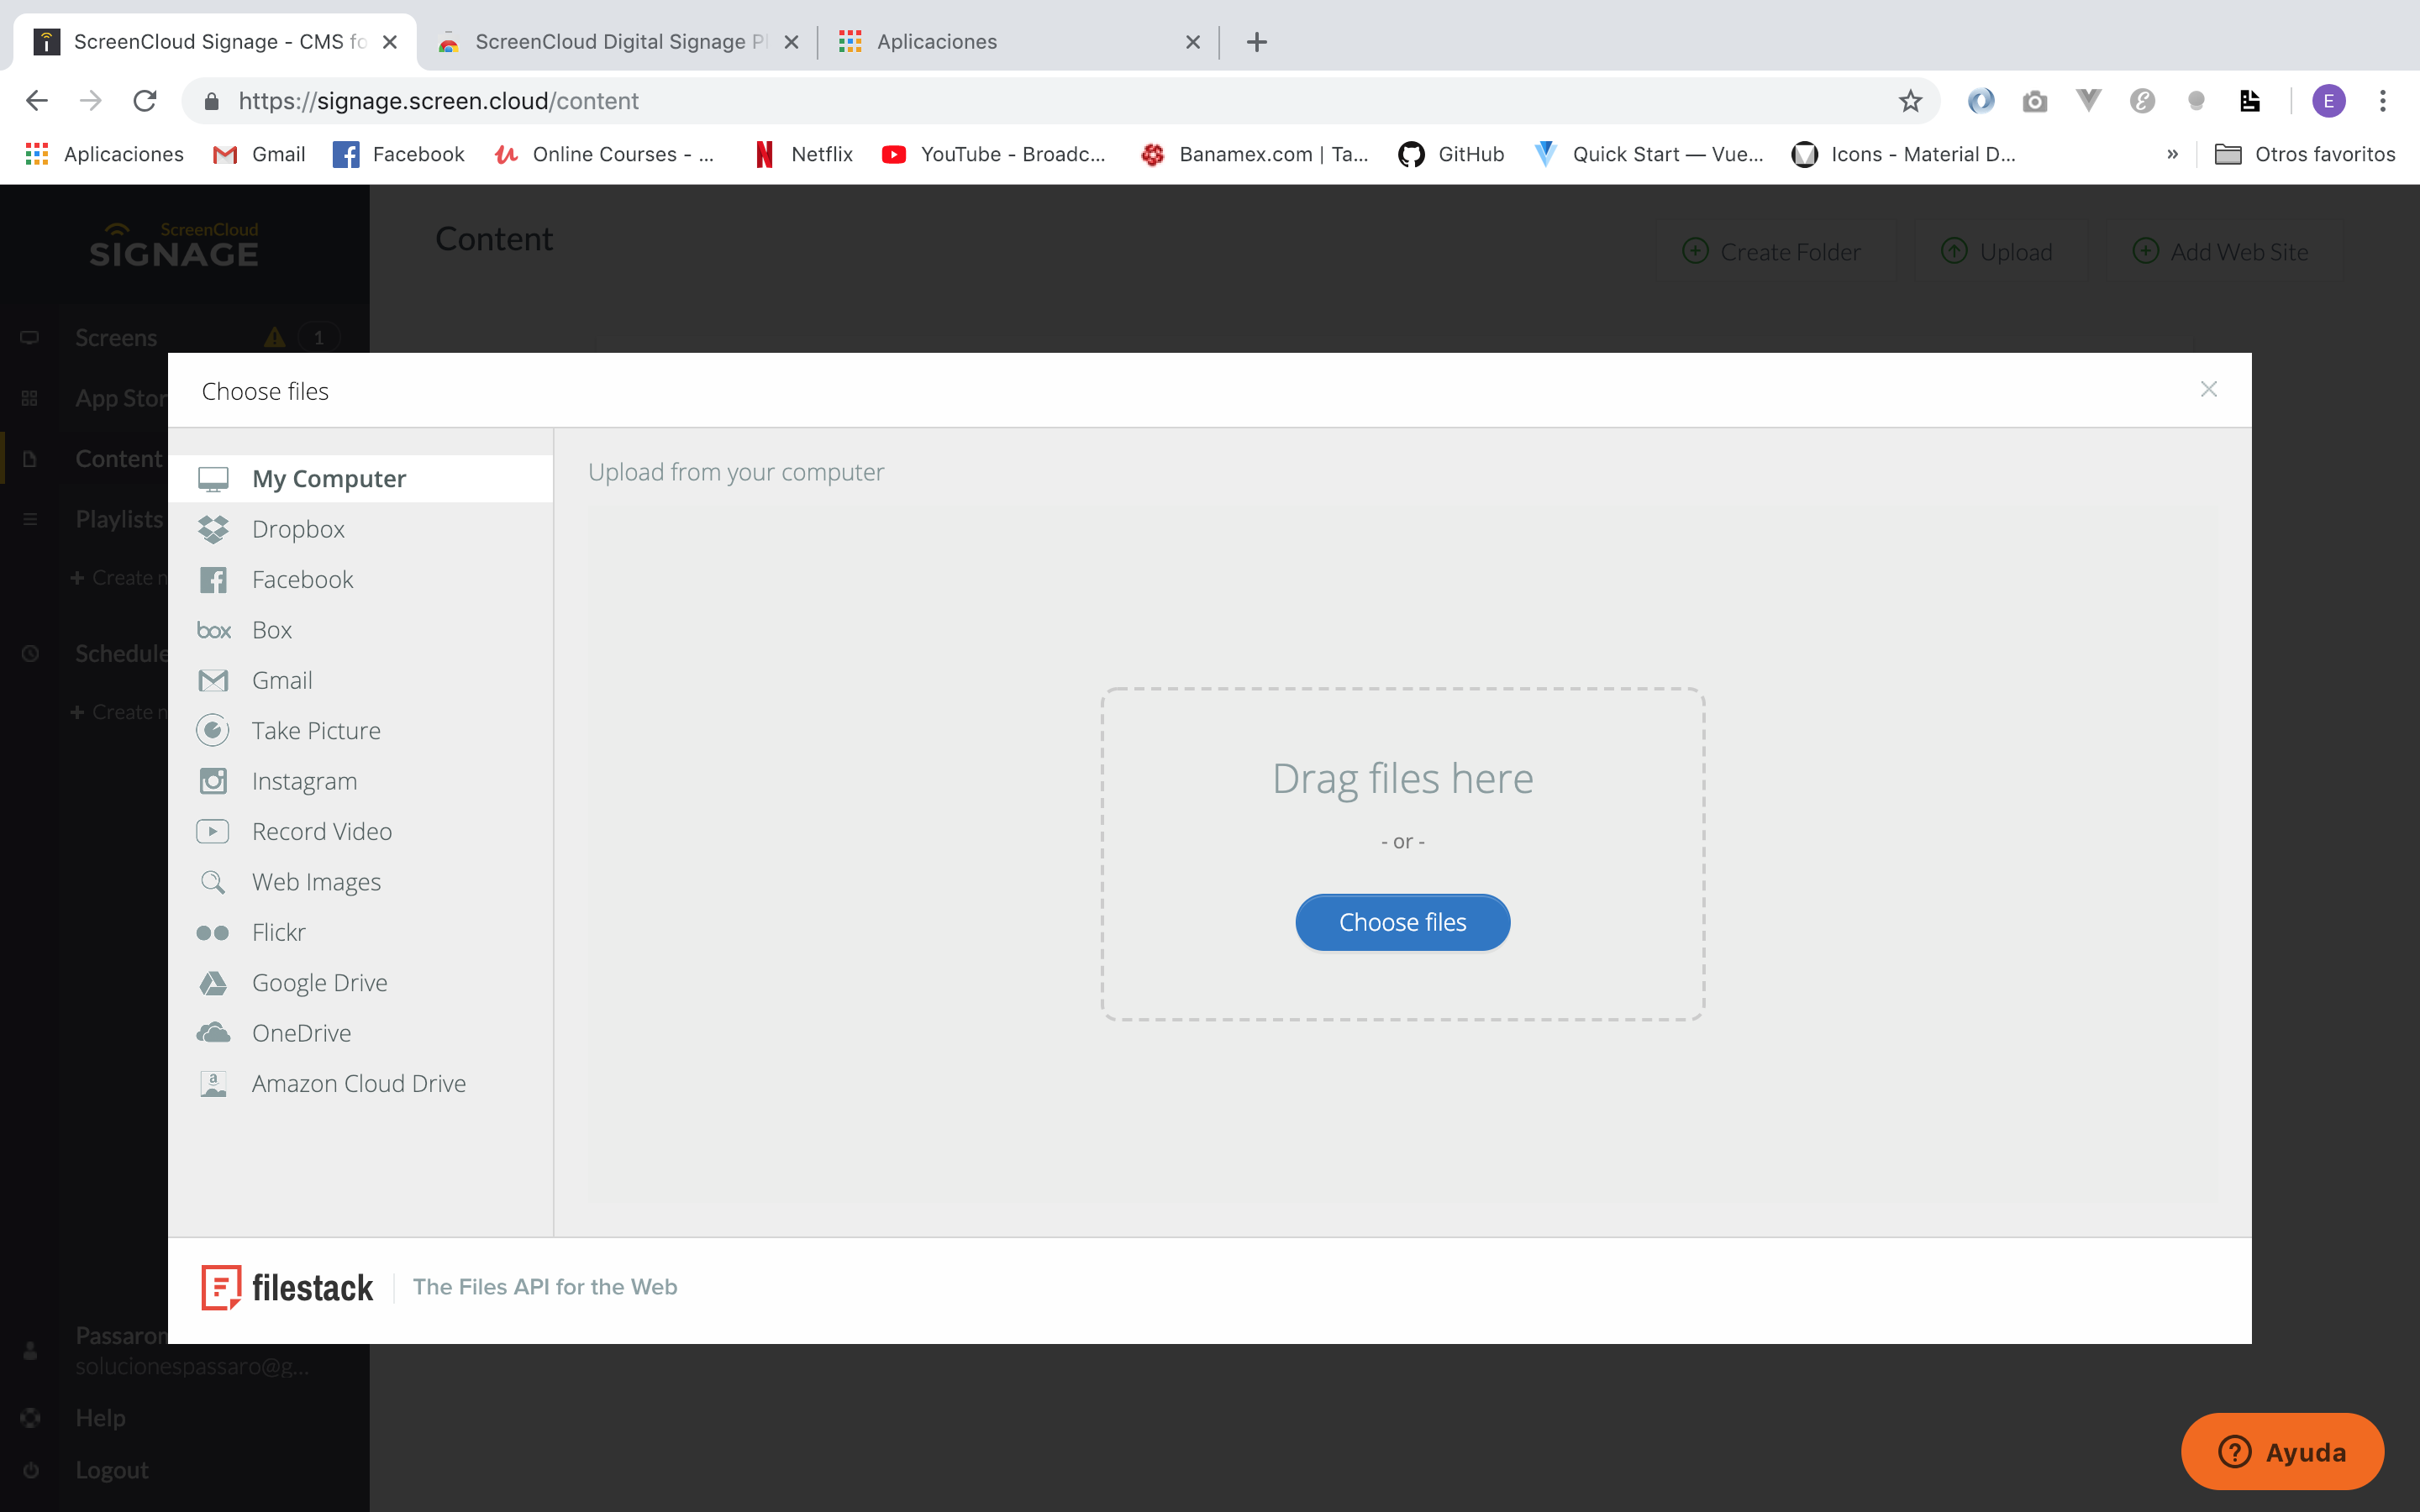 ScreenCloud Signage - CMS fo
ScreenCloud Digital Signage P
Aplicaciones
https://signage.screen.cloud/content
E
Aplicaciones
Gmail
Facebook
Online Courses - ...
Netflix
YouTube - Broadc...
Banamex.com | Ta...
GitHub
Quick Start — Vue...
Icons - Material D...
»
Otros favoritos
ScreenCloud
SIGNAGE
Content
Create Folder
Upload
Add Web Site
Screens
1
App Stor
Content
Playlists
+ Create n
Schedule
+ Create n
Choose files
My Computer
Dropbox
Facebook
box Box
Gmail
Take Picture
Instagram
Record Video
Web Images
Flickr
Google Drive
OneDrive
Amazon Cloud Drive
Upload from your computer
Drag files here
- or -
Choose files
filestack
The Files API for the Web
Passaron
solucionespassaro@g...
Help
Logout
Ayuda